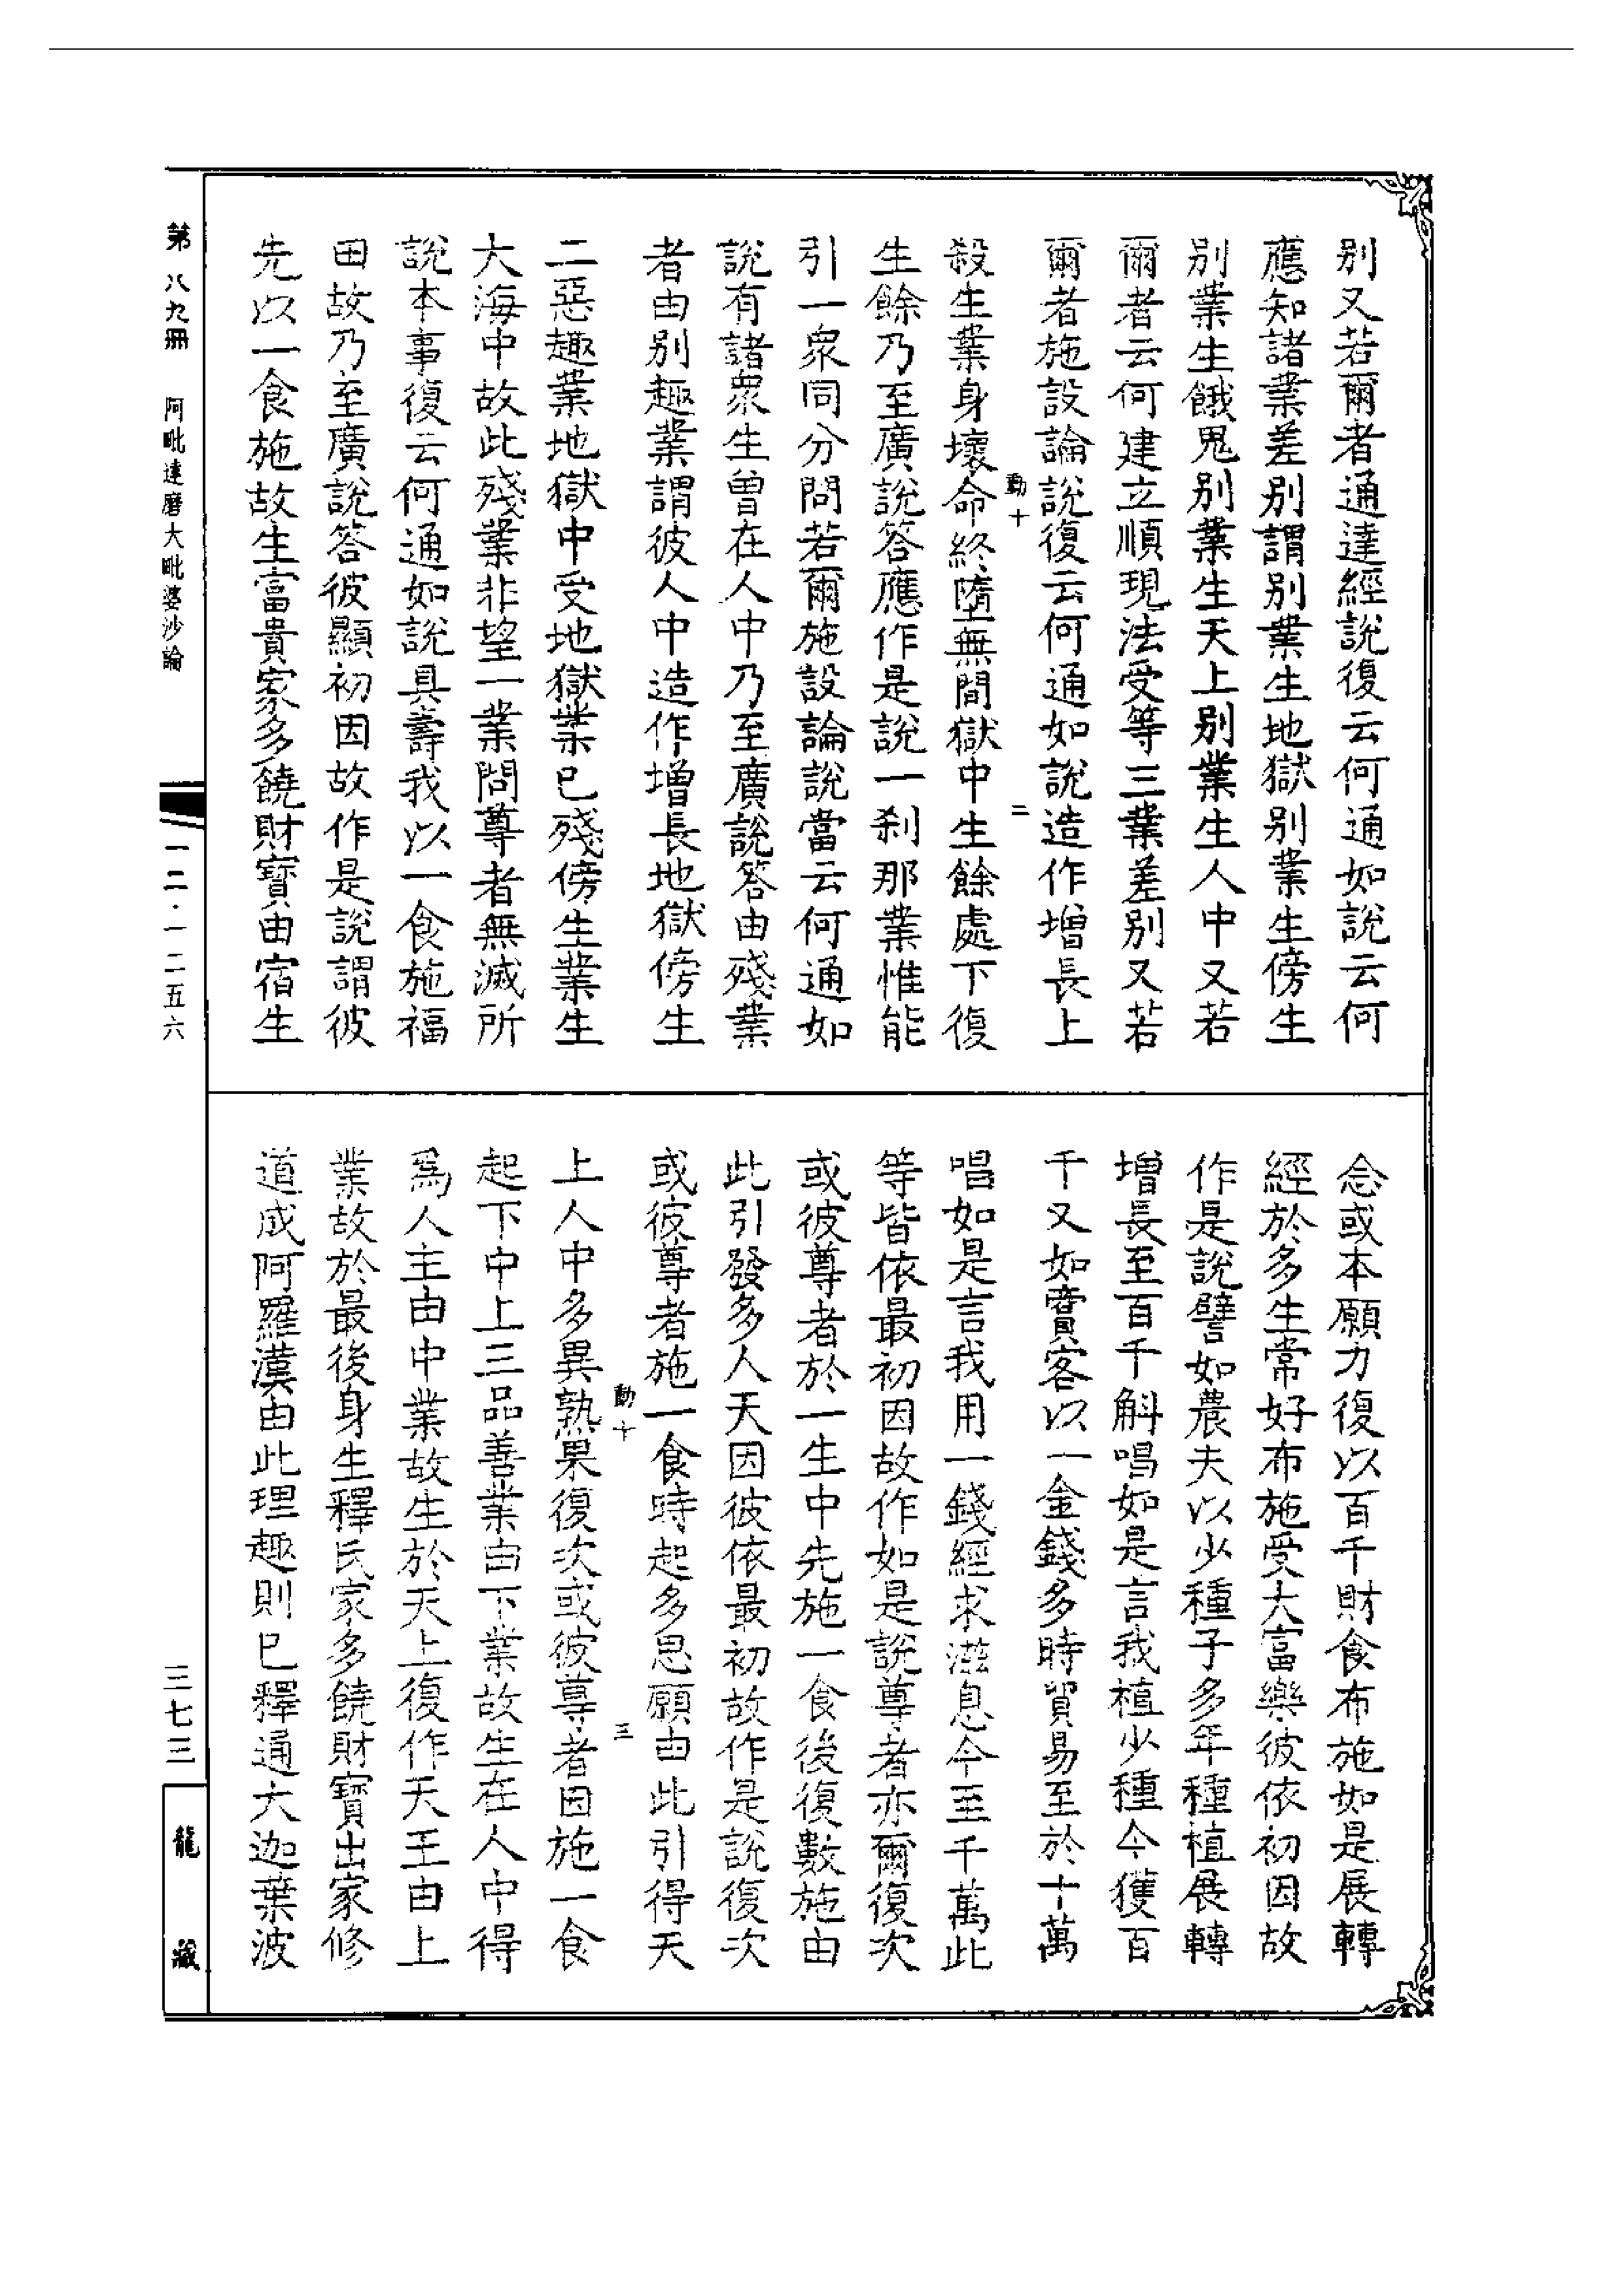 别又若爾者通達經說復云何通如說云何
應知諸業差别謂别業生地獄别業生傍生
别業生餓鬼别業生天上别業生人中又若
爾者云何建立順現法受等三業差别又若
爾者施設論說復云何通如說造作增長上
動十
二
殺生業身壞命終墮無間獄中生餘處下復
生餘乃至廣說答應作是說一刹那業惟能
引一衆同分問若爾施設論說當云何通如
說有諸衆生曾在人中乃至廣說答由殘業
者由别趣業謂彼人中造作增長地獄傍生
二惡趣業地獄中受地獄業已殘傍生業生
大海中故此殘業非望一業問尊者無滅所
說本事復云何通如說具壽我以一食施福
田故乃至廣說答彼顯初因故作是說謂彼
先以一食施故生富貴家多饒財寶由宿生
念或本願力復以百千財食布施如是展轉
經於多生常好布施受大富樂彼依初因故
作是說譬如農夫以少種子多年種植展轉
增長至百千斛唱如是言我植少種今獲百
千又如賣客以一金錢多時貿易至於十萬
唱如是言我用一錢經求滋息今至千萬此
等皆依最初因故作如是說尊者亦爾復次
或彼尊者於一生中先施一食後復數施由
此引發多人天因彼依最初故作是說復次
或彼尊者施一食時起多思願由此引得天
動十
三
上人中多異熟果復次或彼尊者因施一食
起下中上三品善業由下業故生在人中得
爲人主由中業故生於天上復作天王由上
業故於最後身生釋氏家多饒財寶出家修
道成阿羅漢由此理趣則已釋通大迦葉波
第八九冊 阿毗達磨大毗婆沙論
一二·一二五六
三七三
龍藏